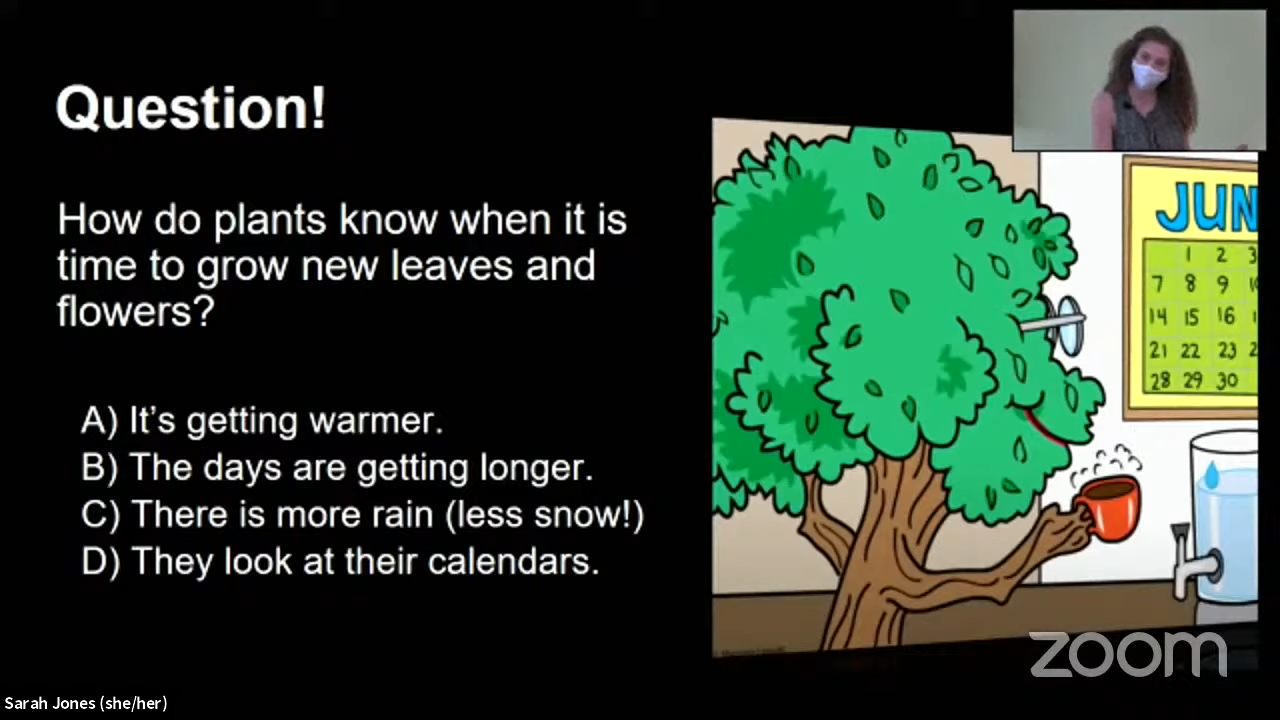 Question!
How do plants know when it is
time to grow new leaves and
flowers?
A) It's getting warmer.
B) The days are getting longer.
C) There is more rain (less snow!)
D) They look at their calendars.
JUN
1 2 3
7 8 9
14 15 16
21 22 23
28 29 30
zoom
Sarah Jones (she/her)